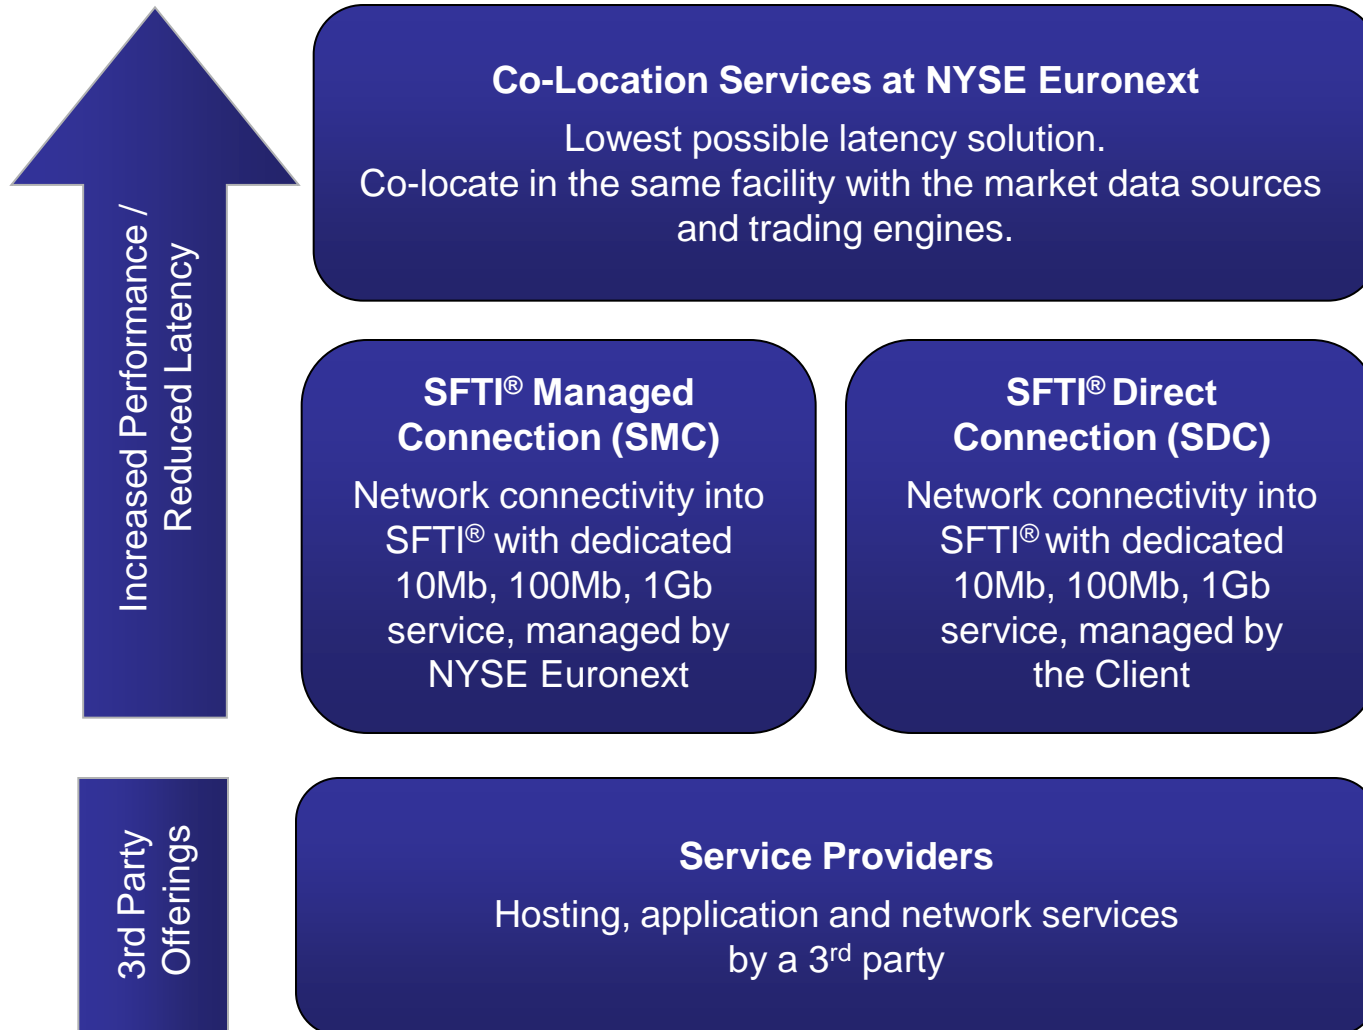 Co-Location Services at NYSE Euronext
Lowest possible latency solution.
Co-locate in the same facility with the market data sources
and trading engines.
Increased Performance /
Reduced Latency
SFTI® Managed
Connection (SMC)
Network connectivity into
SFTI® with dedicated
10Mb, 100Mb, 1Gb
service, managed by
NYSE Euronext
SFTI® Direct
Connection (SDC)
Network connectivity into
SFTI® with dedicated
10Mb, 100Mb, 1Gb
service, managed by
the Client
3rd Party
Offerings
Service Providers
Hosting, application and network services
by a 3rd party